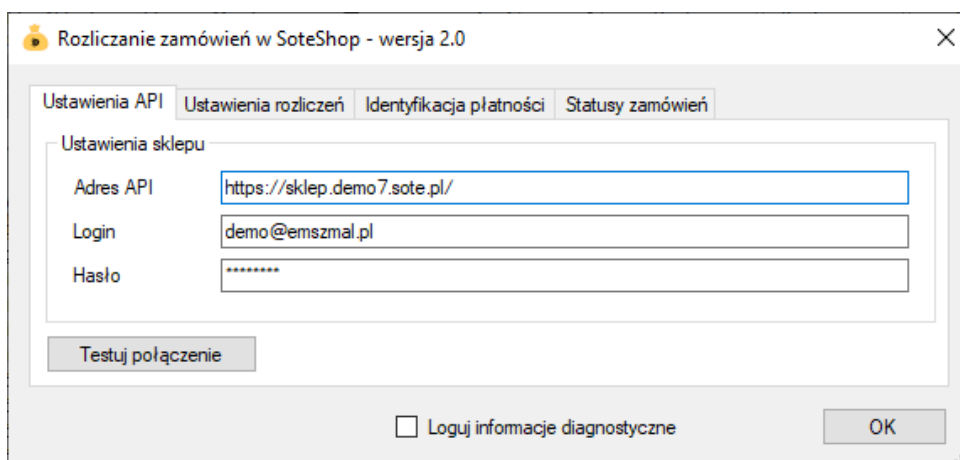 Rozliczanie zamówień w SoteShop - wersja 2.0
Ustawienia API Ustawienia rozliczeń Identyfikacja płatności Statusy zamówień
Ustawienia sklepu
Adres API https://sklep.demo7.sote.pl/
Login demo@emszmal.pl
Hasło ********
Testuj połączenie
Loguj informacje diagnostyczne OK